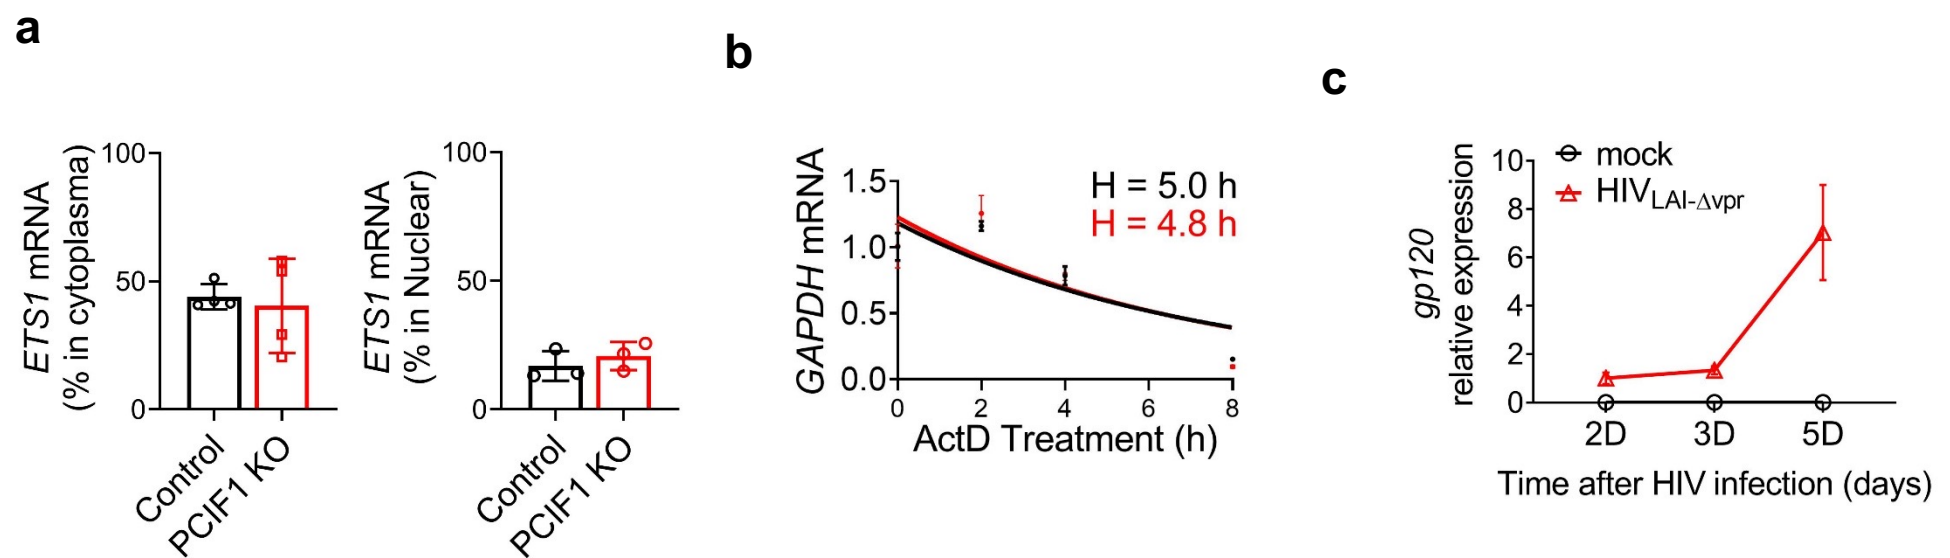 a
ETS1 mRNA
(% in cytoplasma)
100
50
0
Control
PCIF1 KO
ETS1 mRNA
(% in Nuclear)
100
50
0
Control
PCIF1 KO
b
GAPDH mRNA
1.5
1.0
0.5
0.0
H = 5.0 h
H = 4.8 h
0 2 4 6 8
ActD Treatment (h)
c
gp120
relative expression
10
8
6
4
2
0
mock
HIVLAI-Δvpr
2D 3D 5D
Time after HIV infection (days)